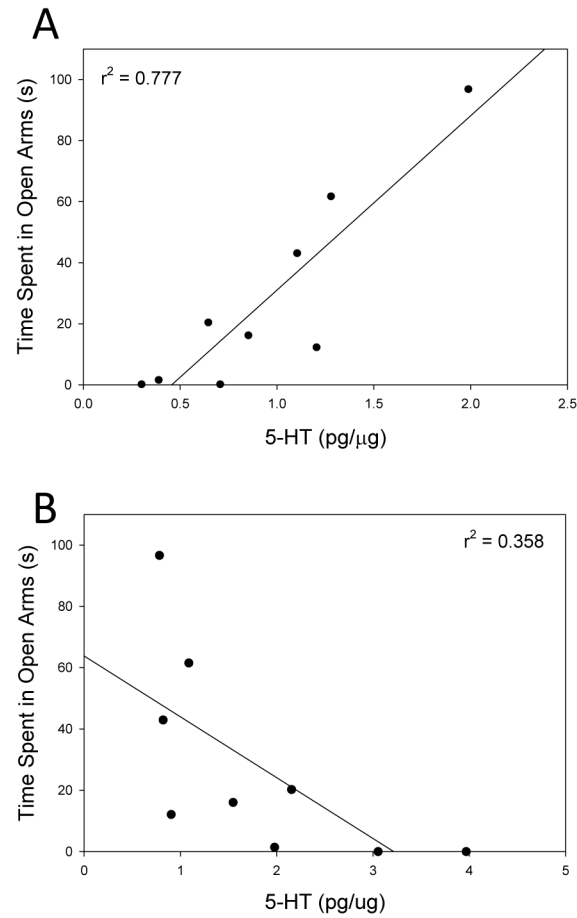 A
r² = 0.777
Time Spent in Open Arms (s)
100
80
60
40
20
0
0.0 0.5 1.0 1.5 2.0 2.5
5-HT (pg/μg)
B
r² = 0.358
Time Spent in Open Arms (s)
100
80
60
40
20
0
0 1 2 3 4 5
5-HT (pg/ug)